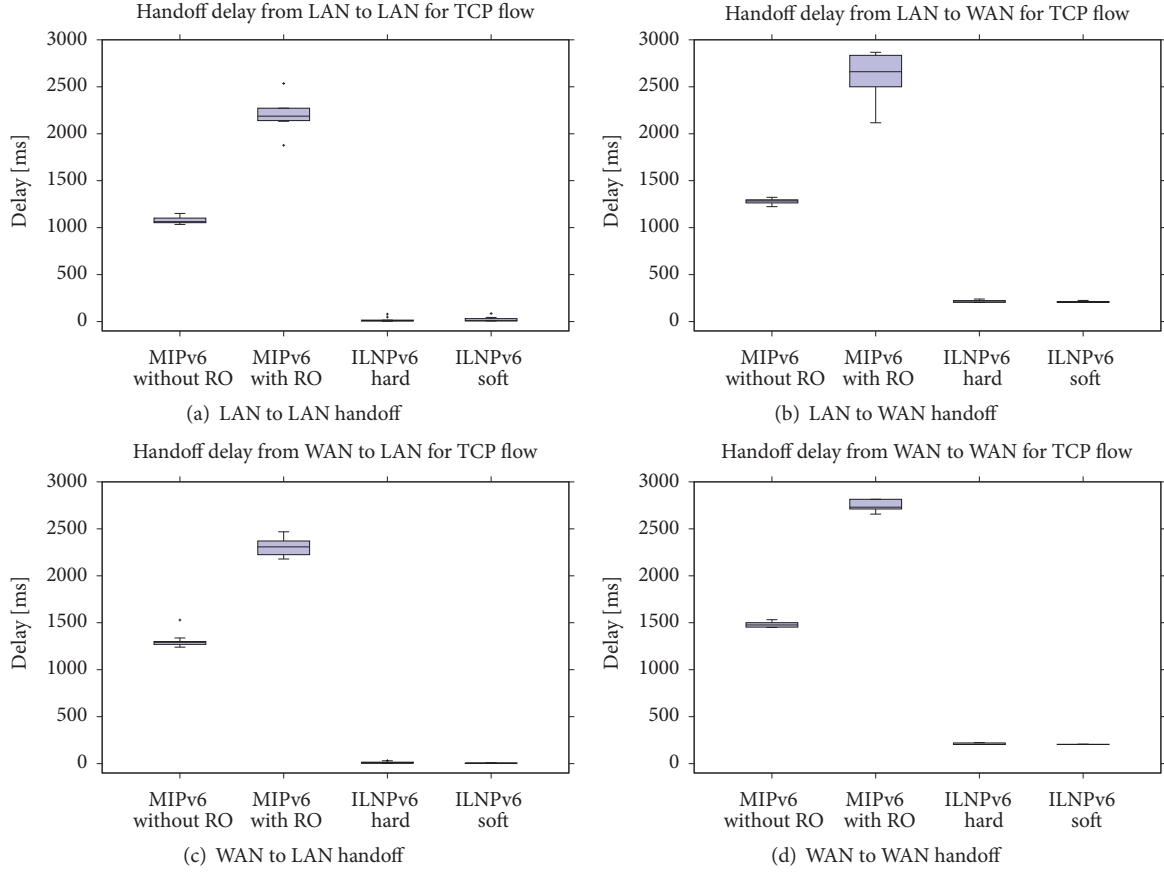 Handoff delay from LAN to LAN for TCP flow
3000
2500
2000
1500
1000
500
0
Delay [ms]
MIPv6 without RO
MIPv6 with RO
ILNPv6 hard
ILNPv6 soft
(a) LAN to LAN handoff
Handoff delay from LAN to WAN for TCP flow
3000
2500
2000
1500
1000
500
0
Delay [ms]
MIPv6 without RO
MIPv6 with RO
ILNPv6 hard
ILNPv6 soft
(b) LAN to WAN handoff
Handoff delay from WAN to LAN for TCP flow
3000
2500
2000
1500
1000
500
0
Delay [ms]
MIPv6 without RO
MIPv6 with RO
ILNPv6 hard
ILNPv6 soft
(c) WAN to LAN handoff
Handoff delay from WAN to WAN for TCP flow
3000
2500
2000
1500
1000
500
0
Delay [ms]
MIPv6 without RO
MIPv6 with RO
ILNPv6 hard
ILNPv6 soft
(d) WAN to WAN handoff